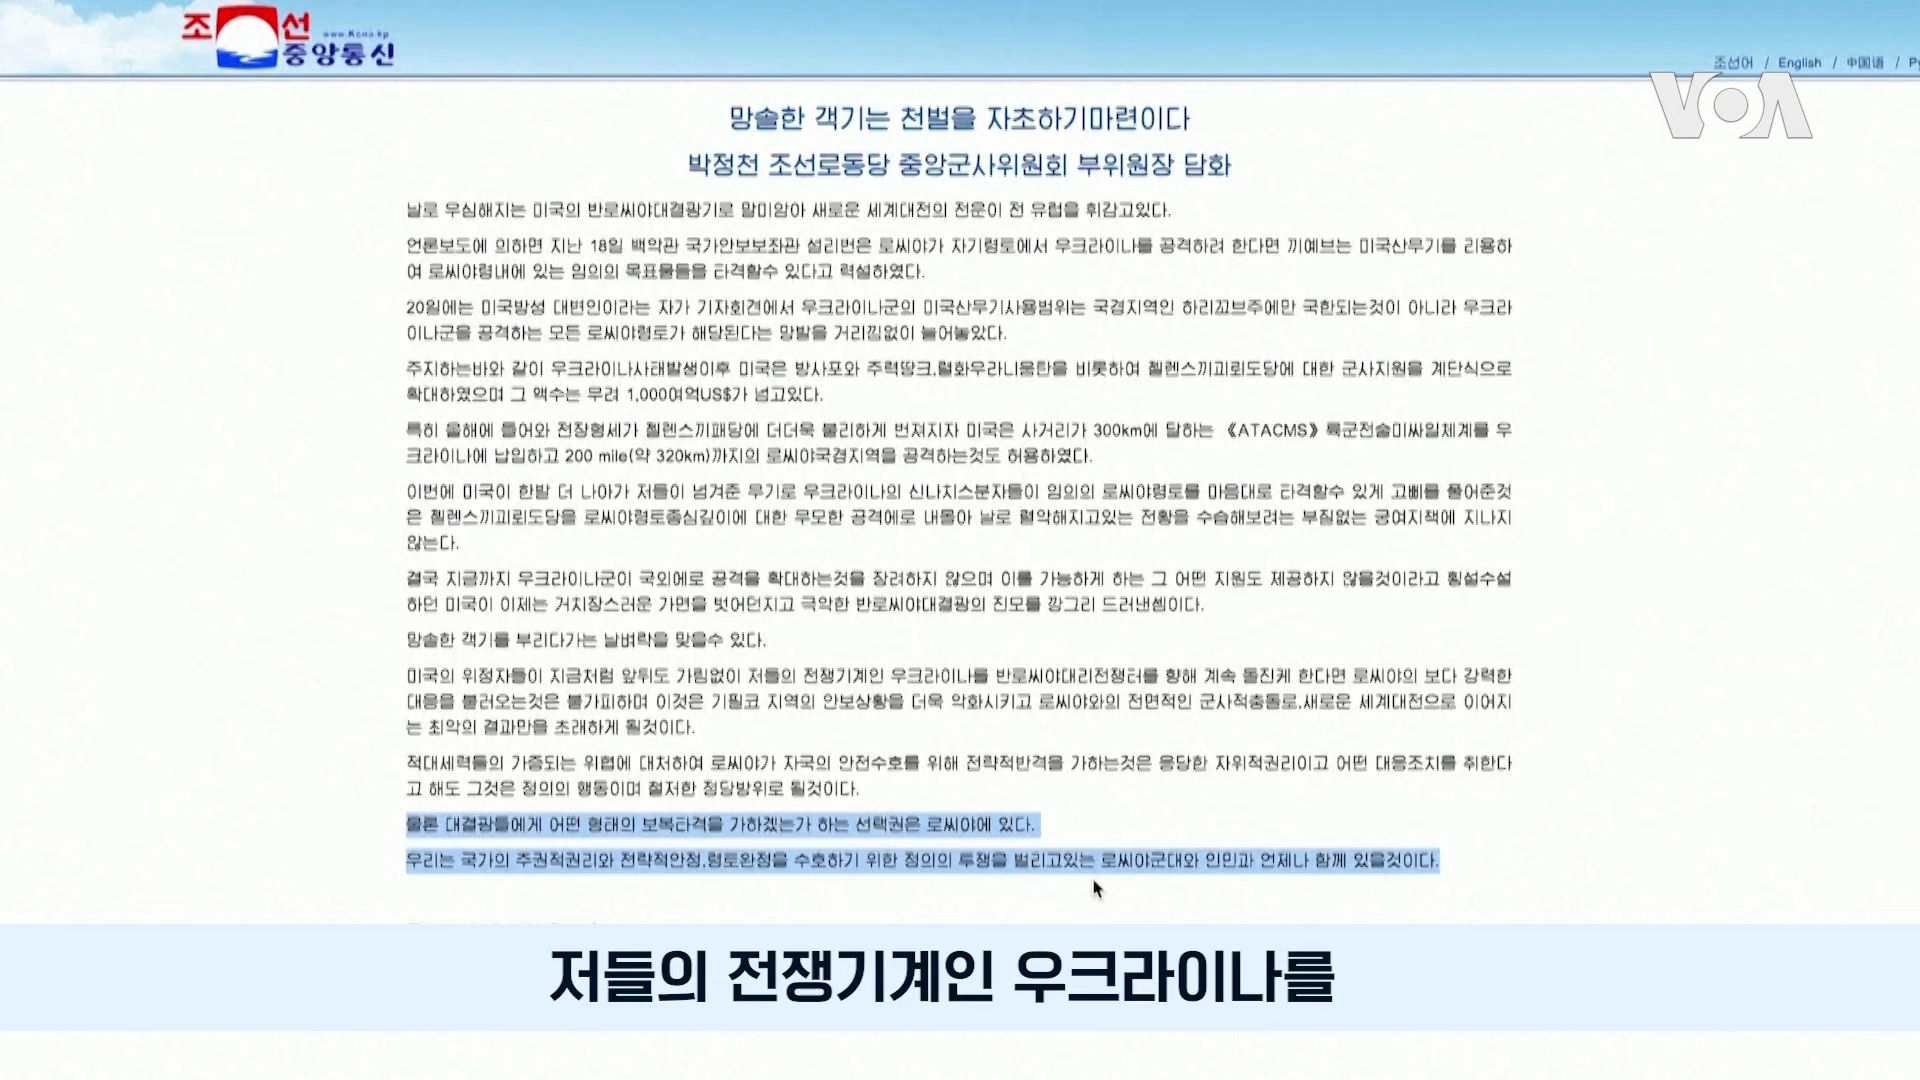 조선
www.kcna.kp
중앙통신
조선어 / English / 中国语 / Ру
VOA
망솔한 객기는 천벌을 자초하기마련이다
박정천 조선로동당 중앙군사위원회 부위원장 담화
날로 우심해지는 미국의 반로씨야대결광기로 말미암아 새로운 세계대전의 전운이 전 유럽을 휘감고있다.
언론보도에 의하면 지난 18일 백악관 국가안보보좌관 설리번은 로씨야가 자기령토에서 우크라이나를 공격하려 한다면 끼예브는 미국산무기를 리용하
여 로씨야령내에 있는 임의의 목표물들을 타격할수 있다고 력설하였다.
20일에는 미국방성 대변인이라는 자가 기자회견에서 우크라이나군의 미국산무기사용범위는 국경지역인 하리꼬브주에만 국한되는것이 아니라 우크라
이나군을 공격하는 모든 로씨야령토가 해당된다는 망발을 거리낌없이 늘어놓았다.
주지하는바와 같이 우크라이나사태발생이후 미국은 방사포와 주력땅크,렬화우라니움탄을 비롯하여 젤렌스끼괴뢰도당에 대한 군사지원을 계단식으로
확대하였으며 그 액수는 무려 1,000여억US$가 넘고있다.
특히 올해에 들어와 전장형세가 젤렌스끼패당에 더더욱 불리하게 번져지자 미국은 사거리가 300km에 달하는 《ATACMS》륙군전술미싸일체계를 우
크라이나에 납입하고 200 mile(약 320km)까지의 로씨야국경지역을 공격하는것도 허용하였다.
이번에 미국이 한발 더 나아가 저들이 넘겨준 무기로 우크라이나의 신나치스분자들이 임의의 로씨야령토를 마음대로 타격할수 있게 고삐를 풀어준것
은 젤렌스끼괴뢰도당을 로씨야령토종심깊이에 대한 무모한 공격에로 내몰아 날로 렬악해지고있는 전황을 수습해보려는 부질없는 궁여지책에 지나지
않는다.
결국 지금까지 우크라이나군이 국외에로 공격을 확대하는것을 장려하지 않으며 이를 가능하게 하는 그 어떤 지원도 제공하지 않을것이라고 횡설수설
하던 미국이 이제는 거치장스러운 가면을 벗어던지고 극악한 반로씨야대결광의 진모를 깡그리 드러낸셈이다.
망솔한 객기를 부리다가는 날벼락을 맞을수 있다.
미국의 위정자들이 지금처럼 앞뒤도 가림없이 저들의 전쟁기계인 우크라이나를 반로씨야대리전쟁터를 향해 계속 돌진케 한다면 로씨야의 보다 강력한
대응을 불러오는것은 불가피하며 이것은 기필코 지역의 안보상황을 더욱 악화시키고 로씨야와의 전면적인 군사적충돌로,새로운 세계대전으로 이어지
는 최악의 결과만을 초래하게 될것이다.
적대세력들의 가증되는 위협에 대처하여 로씨야가 자국의 안전수호를 위해 전략적반격을 가하는것은 응당한 자위적권리이고 어떤 대응조치를 취한다
고 해도 그것은 정의의 행동이며 철저한 정당방위로 될것이다.
물론 대결광들에게 어떤 형태의 보복타격을 가하겠는가 하는 선택권은 로씨야에 있다.
우리는 국가의 주권적권리와 전략적안정,령토완정을 수호하기 위한 정의의 투쟁을 벌리고있는 로씨야군대와 인민과 언제나 함께 있을것이다.
저들의 전쟁기계인 우크라이나를